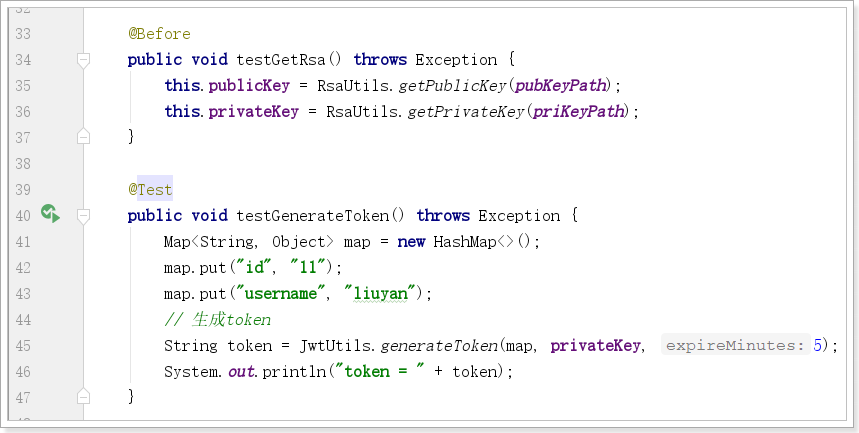 33 @Before
34 public void testGetRsa() throws Exception {
35 this.publicKey = RsaUtils.getPublicKey(pubKeyPath);
36 this.privateKey = RsaUtils.getPrivateKey(priKeyPath);
37 }
38
39 @Test
40 public void testGenerateToken() throws Exception {
41 Map<String, Object> map = new HashMap<>();
42 map.put("id", "11");
43 map.put("username", "liuyan");
44 // 生成token
45 String token = JwtUtils.generateToken(map, privateKey, expireMinutes: 5);
46 System.out.println("token = " + token);
47 }